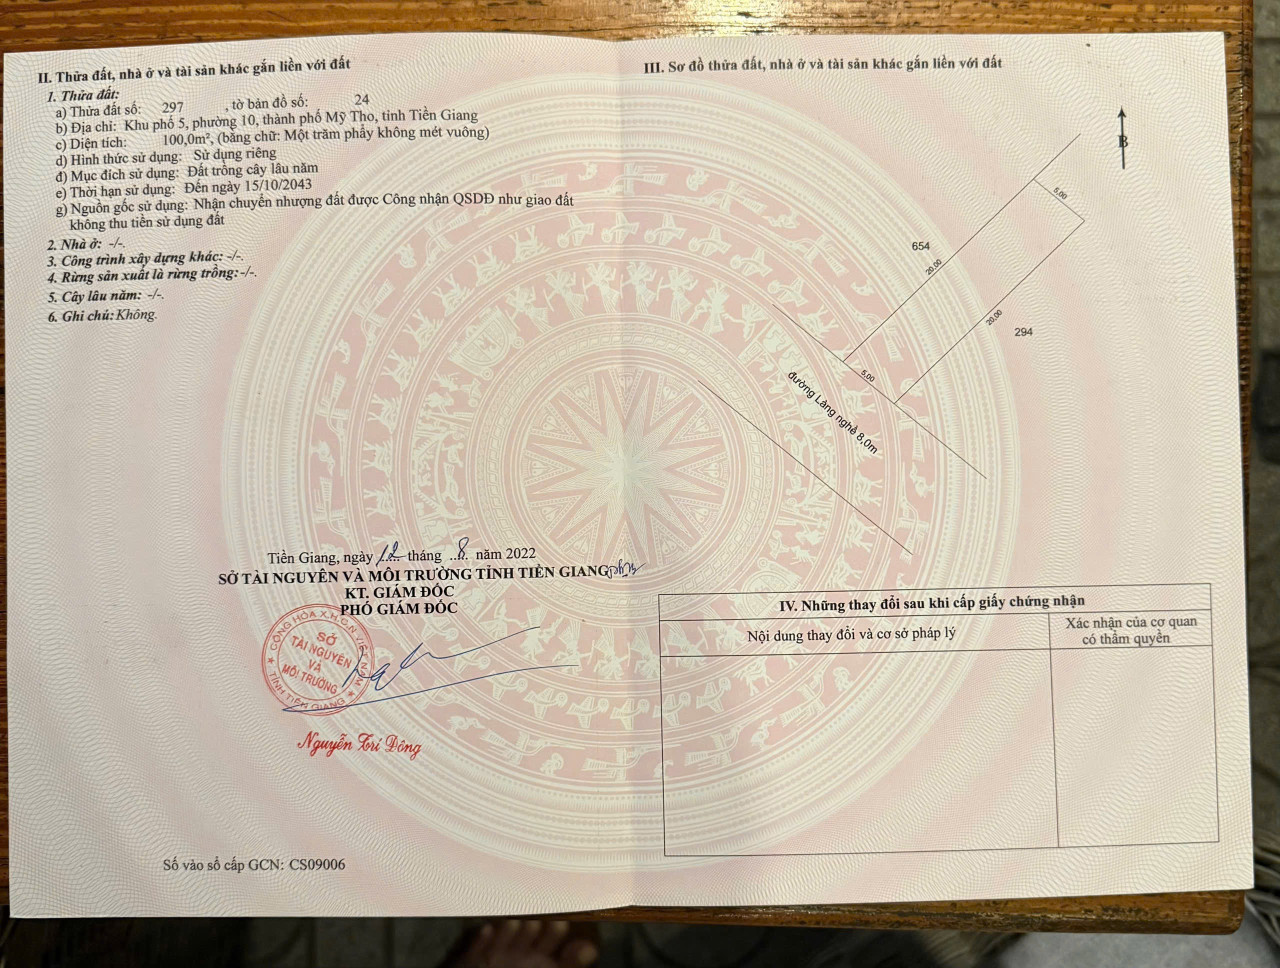 II. Thửa đất, nhà ở và tài sản khác gắn liền với đất
1. Thửa đất:
a) Thửa đất số: 297 , tờ bản đồ số: 24
b) Địa chỉ: Khu phố 5, phường 10, thành phố Mỹ Tho, tỉnh Tiền Giang
c) Diện tích: 100,0m², (bằng chữ: Một trăm phẩy không mét vuông)
d) Hình thức sử dụng: Sử dụng riêng
đ) Mục đích sử dụng: Đất trồng cây lâu năm
e) Thời hạn sử dụng: Đến ngày 15/10/2043
g) Nguồn gốc sử dụng: Nhận chuyển nhượng đất được Công nhận QSDĐ như giao đất
không thu tiền sử dụng đất
2. Nhà ở: -/-.
3. Công trình xây dựng khác: -/-.
4. Rừng sản xuất là rừng trồng: -/-.
5. Cây lâu năm: -/-.
6. Ghi chú: Không.
Tiền Giang, ngày 12 tháng 8 năm 2022
SỞ TÀI NGUYÊN VÀ MÔI TRƯỜNG TỈNH TIỀN GIANG
KT. GIÁM ĐỐC
PHÓ GIÁM ĐỐC
CỘNG HÒA X.H.C.N VIỆT NAM
SỞ
TÀI NGUYÊN
VÀ
MÔI TRƯỜNG
TỈNH TIỀN GIANG
Nguyễn Trí Đông
Số vào sổ cấp GCN: CS09006
III. Sơ đồ thửa đất, nhà ở và tài sản khác gắn liền với đất
B
5,00
654
20,00
20,00
294
5,00
đường Làng nghề 8,0m
IV. Những thay đổi sau khi cấp giấy chứng nhận
Nội dung thay đổi và cơ sở pháp lý
Xác nhận của cơ quan
có thẩm quyền